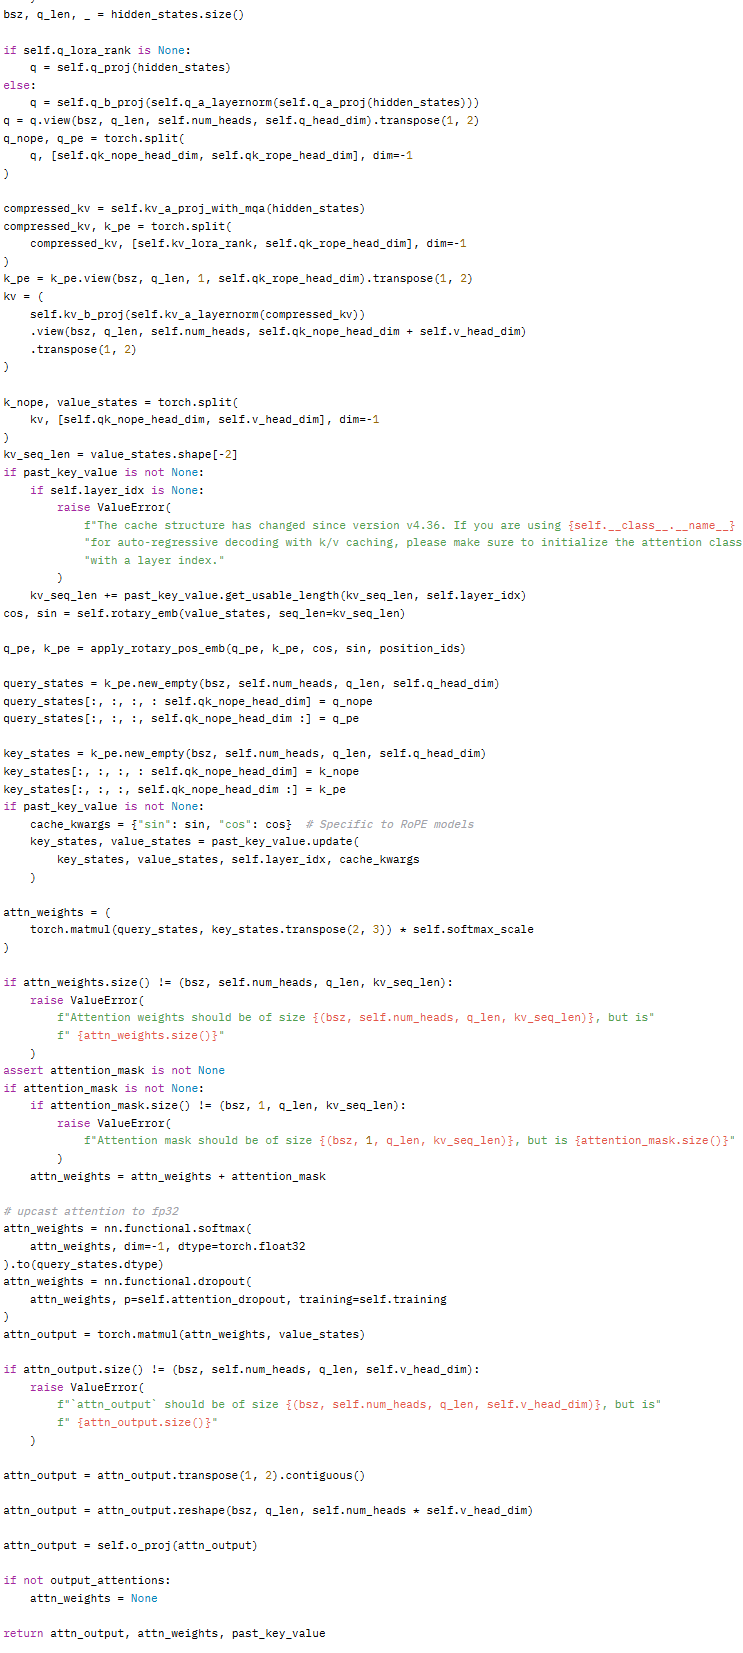 bsz, q_len, _ = hidden_states.size()
if self.q_lora_rank is None:
    q = self.q_proj(hidden_states)
else:
    q = self.q_b_proj(self.q_a_layernorm(self.q_a_proj(hidden_states)))
q = q.view(bsz, q_len, self.num_heads, self.q_head_dim).transpose(1, 2)
q_nope, q_pe = torch.split(
    q, [self.qk_nope_head_dim, self.qk_rope_head_dim], dim=-1
)
compressed_kv = self.kv_a_proj_with_mqa(hidden_states)
compressed_kv, k_pe = torch.split(
    compressed_kv, [self.kv_lora_rank, self.qk_rope_head_dim], dim=-1
)
k_pe = k_pe.view(bsz, q_len, 1, self.qk_rope_head_dim).transpose(1, 2)
kv = (
    self.kv_b_proj(self.kv_a_layernorm(compressed_kv))
    .view(bsz, q_len, self.num_heads, self.qk_nope_head_dim + self.v_head_dim)
    .transpose(1, 2)
)
k_nope, value_states = torch.split(
    kv, [self.qk_nope_head_dim, self.v_head_dim], dim=-1
)
kv_seq_len = value_states.shape[-2]
if past_key_value is not None:
    if self.layer_idx is None:
        raise ValueError(
            f"The cache structure has changed since version v4.36. If you are using {self.__class__.__name__}
            "for auto-regressive decoding with k/v caching, please make sure to initialize the attention class
            "with a layer index."
        )
    kv_seq_len += past_key_value.get_usable_length(kv_seq_len, self.layer_idx)
cos, sin = self.rotary_emb(value_states, seq_len=kv_seq_len)
q_pe, k_pe = apply_rotary_pos_emb(q_pe, k_pe, cos, sin, position_ids)
query_states = k_pe.new_empty(bsz, self.num_heads, q_len, self.q_head_dim)
query_states[:, :, :, : self.qk_nope_head_dim] = q_nope
query_states[:, :, :, self.qk_nope_head_dim :] = q_pe
key_states = k_pe.new_empty(bsz, self.num_heads, q_len, self.q_head_dim)
key_states[:, :, :, : self.qk_nope_head_dim] = k_nope
key_states[:, :, :, self.qk_nope_head_dim :] = k_pe
if past_key_value is not None:
    cache_kwargs = {"sin": sin, "cos": cos}  # Specific to RoPE models
    key_states, value_states = past_key_value.update(
        key_states, value_states, self.layer_idx, cache_kwargs
    )
attn_weights = (
    torch.matmul(query_states, key_states.transpose(2, 3)) * self.softmax_scale
)
if attn_weights.size() != (bsz, self.num_heads, q_len, kv_seq_len):
    raise ValueError(
        f"Attention weights should be of size {(bsz, self.num_heads, q_len, kv_seq_len)}, but is"
        f" {attn_weights.size()}"
    )
assert attention_mask is not None
if attention_mask is not None:
    if attention_mask.size() != (bsz, 1, q_len, kv_seq_len):
        raise ValueError(
            f"Attention mask should be of size {(bsz, 1, q_len, kv_seq_len)}, but is {attention_mask.size()}"
        )
    attn_weights = attn_weights + attention_mask
# upcast attention to fp32
attn_weights = nn.functional.softmax(
    attn_weights, dim=-1, dtype=torch.float32
).to(query_states.dtype)
attn_weights = nn.functional.dropout(
    attn_weights, p=self.attention_dropout, training=self.training
)
attn_output = torch.matmul(attn_weights, value_states)
if attn_output.size() != (bsz, self.num_heads, q_len, self.v_head_dim):
    raise ValueError(
        f"`attn_output` should be of size {(bsz, self.num_heads, q_len, self.v_head_dim)}, but is"
        f" {attn_output.size()}"
    )
attn_output = attn_output.transpose(1, 2).contiguous()
attn_output = attn_output.reshape(bsz, q_len, self.num_heads * self.v_head_dim)
attn_output = self.o_proj(attn_output)
if not output_attentions:
    attn_weights = None
return attn_output, attn_weights, past_key_value